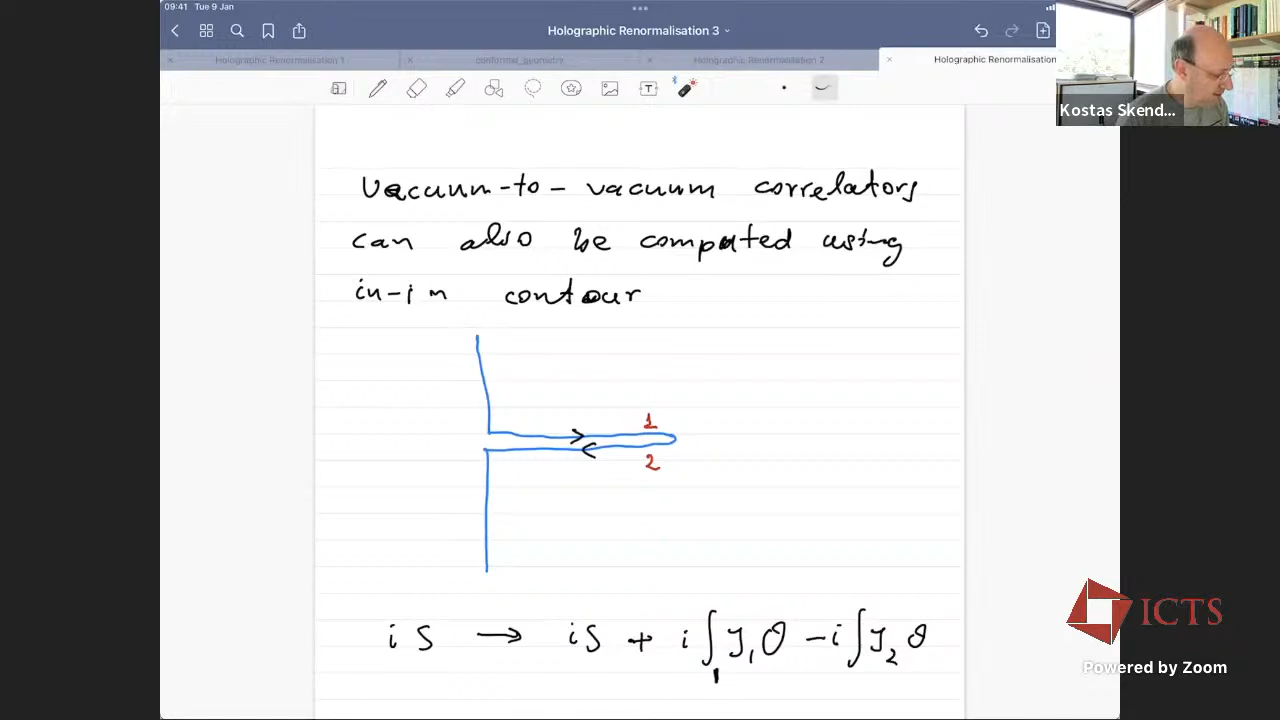 09:41 Tue 9 Jan
Holographic Renormalisation 3
Holographic Renormalisation 1
conformal_geometry
Holographic Renormalisation 2
Holographic Renormalisation
Kostas Skend...
Vacuum-to-vacuum correlators
can also be computed using
in-in contour
1
2
iS → iS + i∫₁ J₁O - i∫J₂O
ICTS
Powered by Zoom